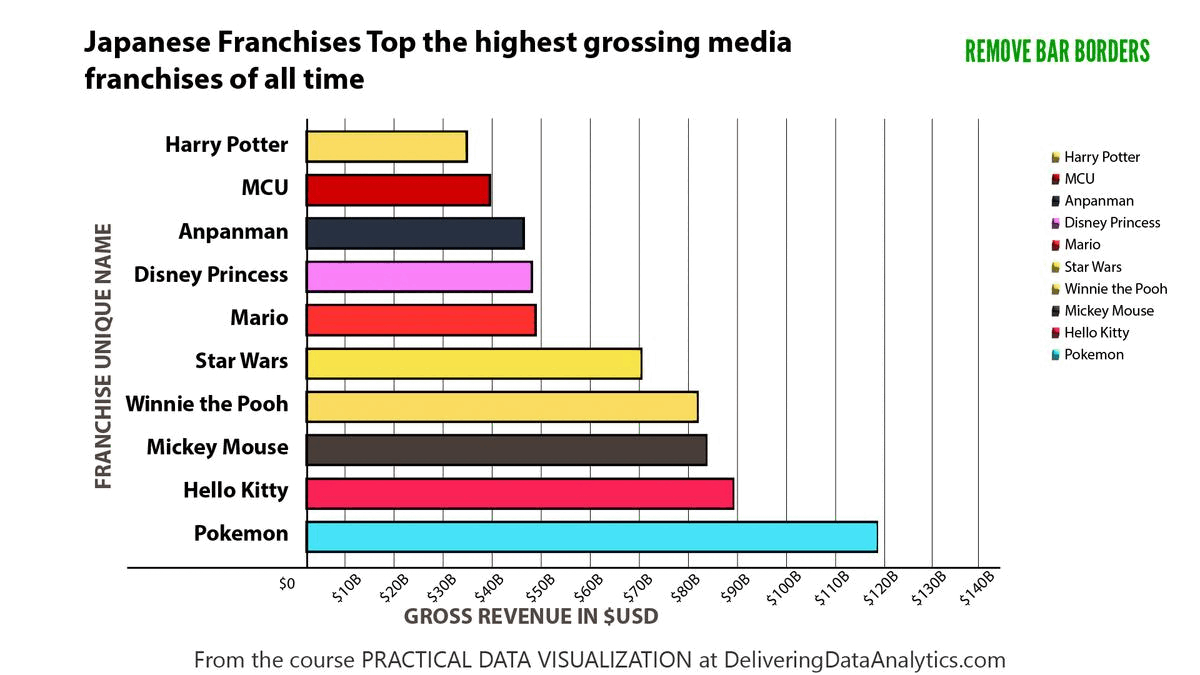 Japanese Franchises Top the highest grossing media
franchises of all time
REMOVE BAR BORDERS
FRANCHISE UNIQUE NAME
Harry Potter
MCU
Anpanman
Disney Princess
Mario
Star Wars
Winnie the Pooh
Mickey Mouse
Hello Kitty
Pokemon
Harry Potter
MCU
Anpanman
Disney Princess
Mario
Star Wars
Winnie the Pooh
Mickey Mouse
Hello Kitty
Pokemon
$0 $10B $20B $30B $40B $50B $60B $70B $80B $90B $100B $110B $120B $130B $140B
GROSS REVENUE IN $USD
From the course PRACTICAL DATA VISUALIZATION at DeliveringDataAnalytics.com